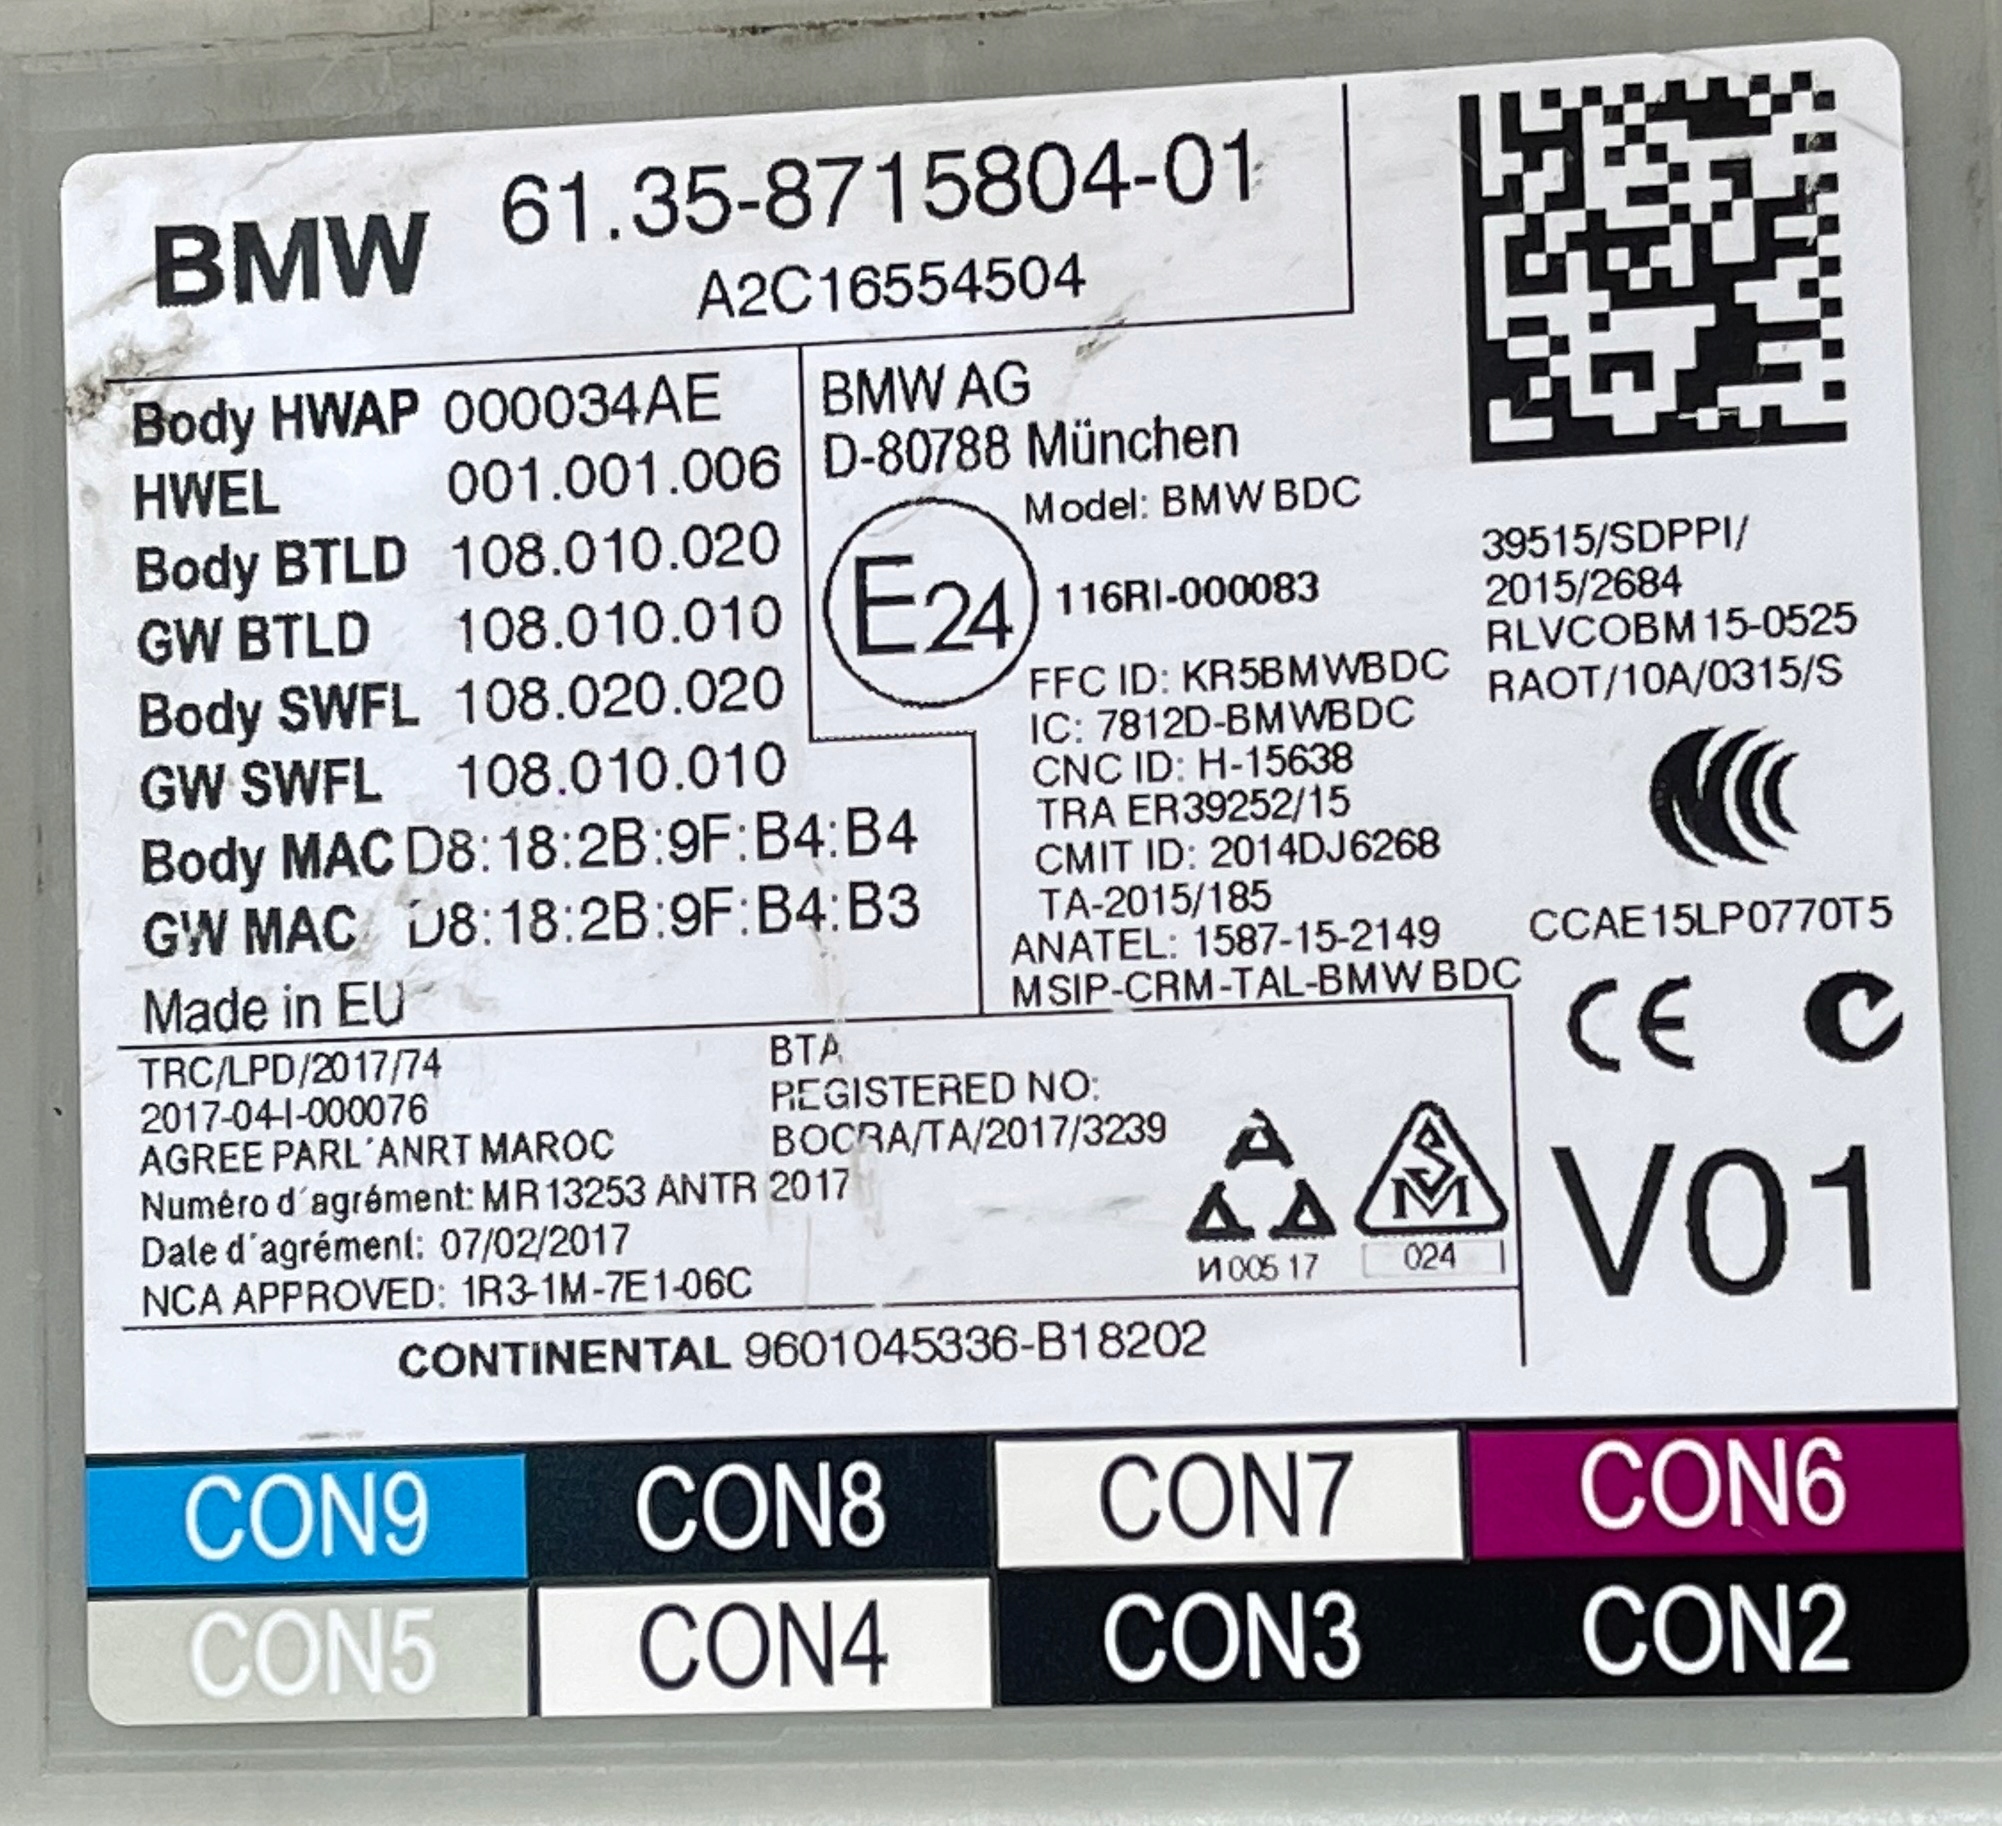 BMW 61.35-8715804-01
A2C16554504
Body HWAP 000034AE
HWEL 001.001.006
Body BTLD 108.010.020
GW BTLD 108.010.010
Body SWFL 108.020.020
GW SWFL 108.010.010
Body MAC D8:18:2B:9F:B4:B4
GW MAC D8:18:2B:9F:B4:B3
Made in EU
BMW AG
D-80788 München
Model: BMW BDC
E24
116RI-000083
FFC ID: KR5BMWBDC
IC: 7812D-BMWBDC
CNC ID: H-15638
TRA ER39252/15
CMIT ID: 2014DJ6268
TA-2015/185
ANATEL: 1587-15-2149
MSIP-CRM-TAL-BMW BDC
39515/SDPPI/
2015/2684
RLVCOBM15-0525
RAOT/10A/0315/S
CCAE15LP0770T5
CE
V01
TRC/LPD/2017/74
2017-04-I-000076
AGREE PAR L'ANRT MAROC
Numéro d'agrément: MR 13253 ANTR 2017
Date d'agrément: 07/02/2017
NCA APPROVED: 1R3-1M-7E1-06C
BTA
REGISTERED NO:
BOCRA/TA/2017/3239
И005 17
SM
024
CONTINENTAL 9601045336-B18202
CON9 CON8 CON7 CON6
CON5 CON4 CON3 CON2